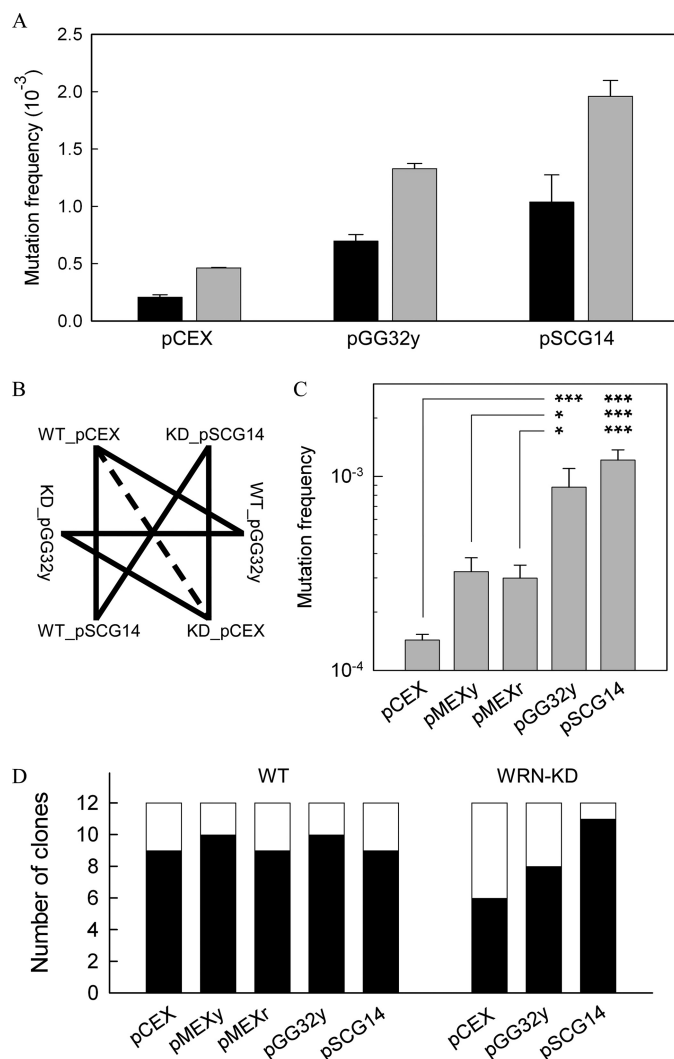 A
Mutation frequency (10⁻³)
2.5
2.0
1.5
1.0
0.5
0.0
pCEX
pGG32y
pSCG14
B
WT_pCEX
KD_pSCG14
KD_pGG32y
WT_pGG32y
WT_pSCG14
KD_pCEX
C
Mutation frequency
10⁻³
10⁻⁴
*** ***
* ***
* ***
pCEX
pMEXy
pMEXr
pGG32y
pSCG14
D
WT
WRN-KD
Number of clones
12
10
8
6
4
2
0
pCEX
pMEXy
pMEXr
pGG32y
pSCG14
pCEX
pGG32y
pSCG14